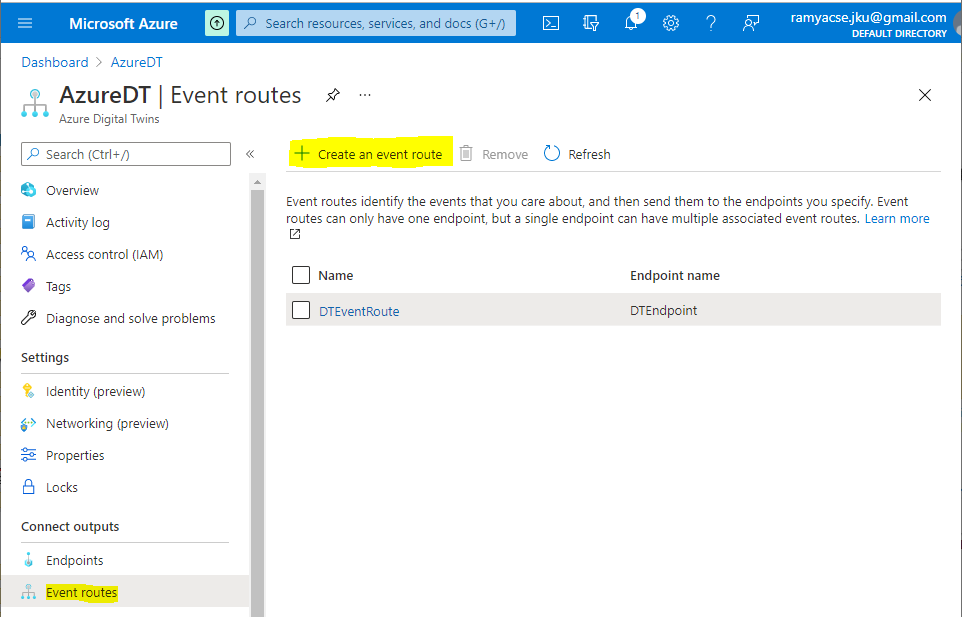 Microsoft Azure
Search resources, services, and docs (G+/)
1
ramyacse.jku@gmail.com
DEFAULT DIRECTORY
Dashboard > AzureDT
AzureDT | Event routes
Azure Digital Twins
Search (Ctrl+/)
Overview
Activity log
Access control (IAM)
Tags
Diagnose and solve problems
Settings
Identity (preview)
Networking (preview)
Properties
Locks
Connect outputs
Endpoints
Event routes
Create an event route
Remove
Refresh
Event routes identify the events that you care about, and then send them to the endpoints you specify. Event
routes can only have one endpoint, but a single endpoint can have multiple associated event routes. Learn more
Name Endpoint name
DTEventRoute DTEndpoint